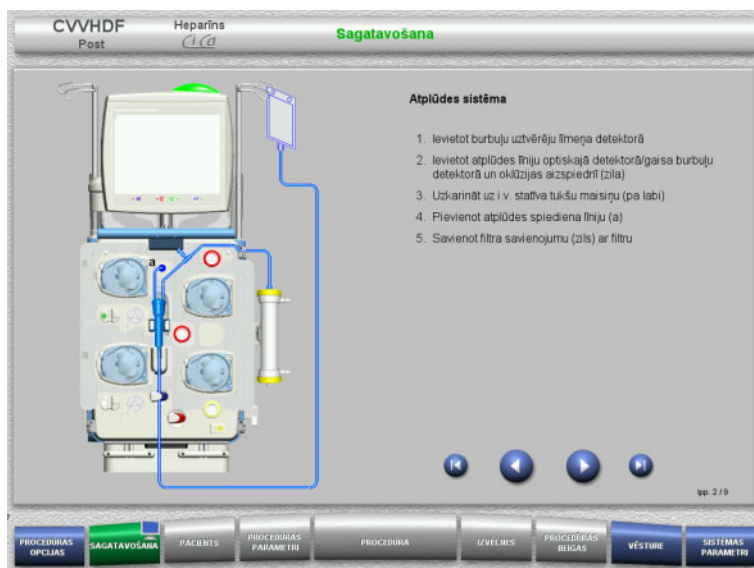 CVVHDF
Post
Heparīns
Ci Ca
Sagatavošana
Atplūdes sistēma
1. Ievietot burbuļu uztvērēju līmeņa detektorā
2. Ievietot atplūdes līniju optiskajā detektorā/gaisa burbuļu
detektorā un oklūzijas aizspiednī (zila)
3. Uzkarināt uz i.v. statīva tukšu maisiņu (pa labi)
4. Pievienot atplūdes spiediena līniju (a)
5. Savienot filtra savienojumu (zils) ar filtru
a
lpp. 2 / 9
PROCEDŪRAS
OPCIJAS
SAGATAVOŠANA
PACIENTS
PROCEDŪRAS
PARAMETRI
PROCEDŪRA
IZVĒLNES
PROCEDŪRAS
BEIGAS
VĒSTURE
SISTĒMAS
PARAMETRI